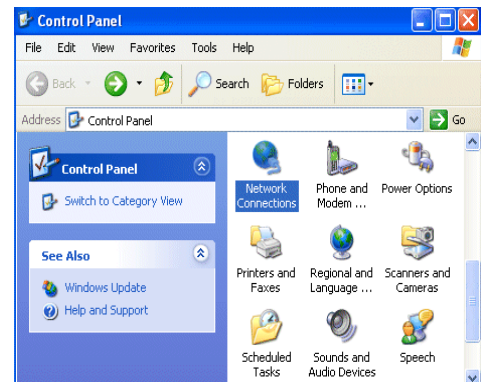 Control Panel
File Edit View Favorites Tools Help
Back Search Folders
Address Control Panel Go
Control Panel
Switch to Category View
See Also
Windows Update
Help and Support
Network Connections
Phone and Modem ...
Power Options
Printers and Faxes
Regional and Language ...
Scanners and Cameras
Scheduled Tasks
Sounds and Audio Devices
Speech